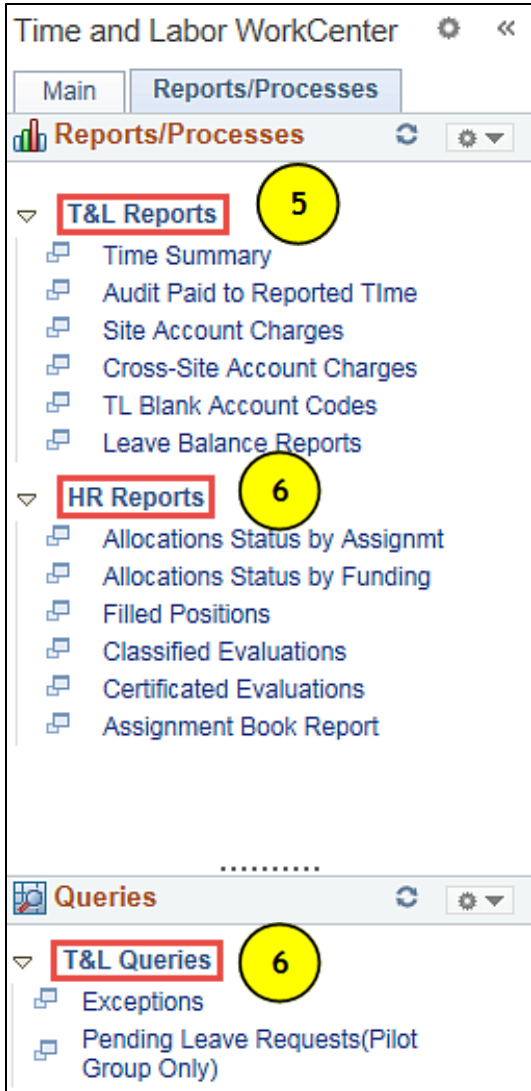 Time and Labor WorkCenter
Main
Reports/Processes
Reports/Processes
T&L Reports
5
Time Summary
Audit Paid to Reported TIme
Site Account Charges
Cross-Site Account Charges
TL Blank Account Codes
Leave Balance Reports
HR Reports
6
Allocations Status by Assignmt
Allocations Status by Funding
Filled Positions
Classified Evaluations
Certificated Evaluations
Assignment Book Report
Queries
T&L Queries
6
Exceptions
Pending Leave Requests(Pilot
Group Only)